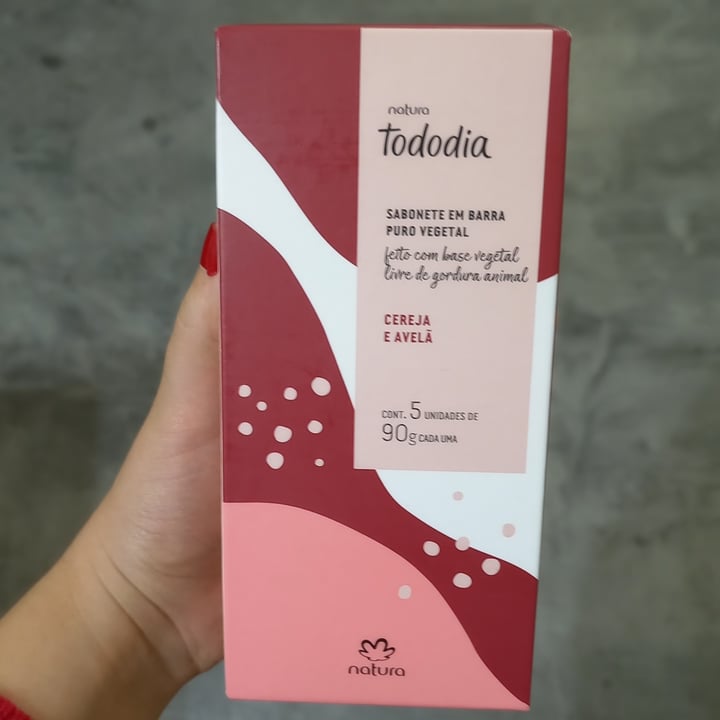 natura
tododia
SABONETE EM BARRA
PURO VEGETAL
feito com base vegetal
livre de gordura animal
CEREJA
E AVELÃ
CONT. 5 UNIDADES DE
90g CADA UMA
natura